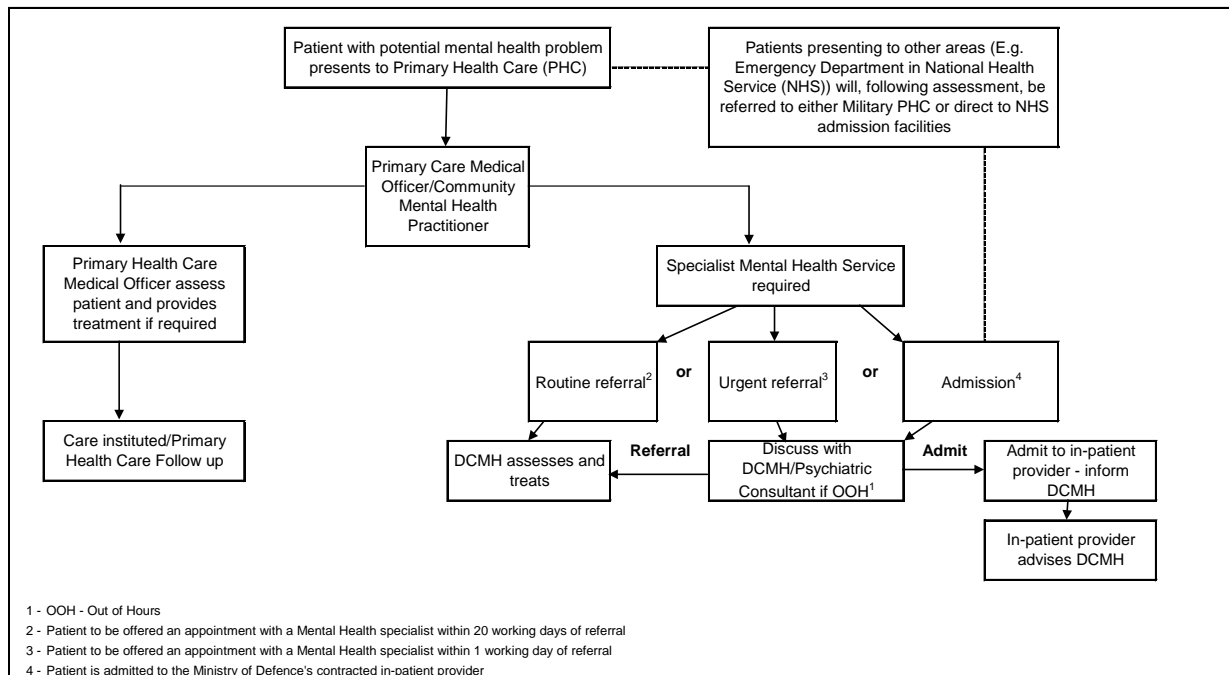 Patient with potential mental health problem
presents to Primary Health Care (PHC)
Patients presenting to other areas (E.g.
Emergency Department in National Health
Service (NHS)) will, following assessment, be
referred to either Military PHC or direct to NHS
admission facilities
Primary Care Medical
Officer/Community
Mental Health
Practitioner
Primary Health Care
Medical Officer assess
patient and provides
treatment if required
Specialist Mental Health Service
required
Routine referral2
or
Urgent referral3
or
Admission4
Care instituted/Primary
Health Care Follow up
DCMH assesses and
treats
Referral
Discuss with
DCMH/Psychiatric
Consultant if OOH1
Admit
Admit to in-patient
provider - inform
DCMH
In-patient provider
advises DCMH
1 - OOH - Out of Hours
2 - Patient to be offered an appointment with a Mental Health specialist within 20 working days of referral
3 - Patient to be offered an appointment with a Mental Health specialist within 1 working day of referral
4 - Patient is admitted to the Ministry of Defence's contracted in-patient provider